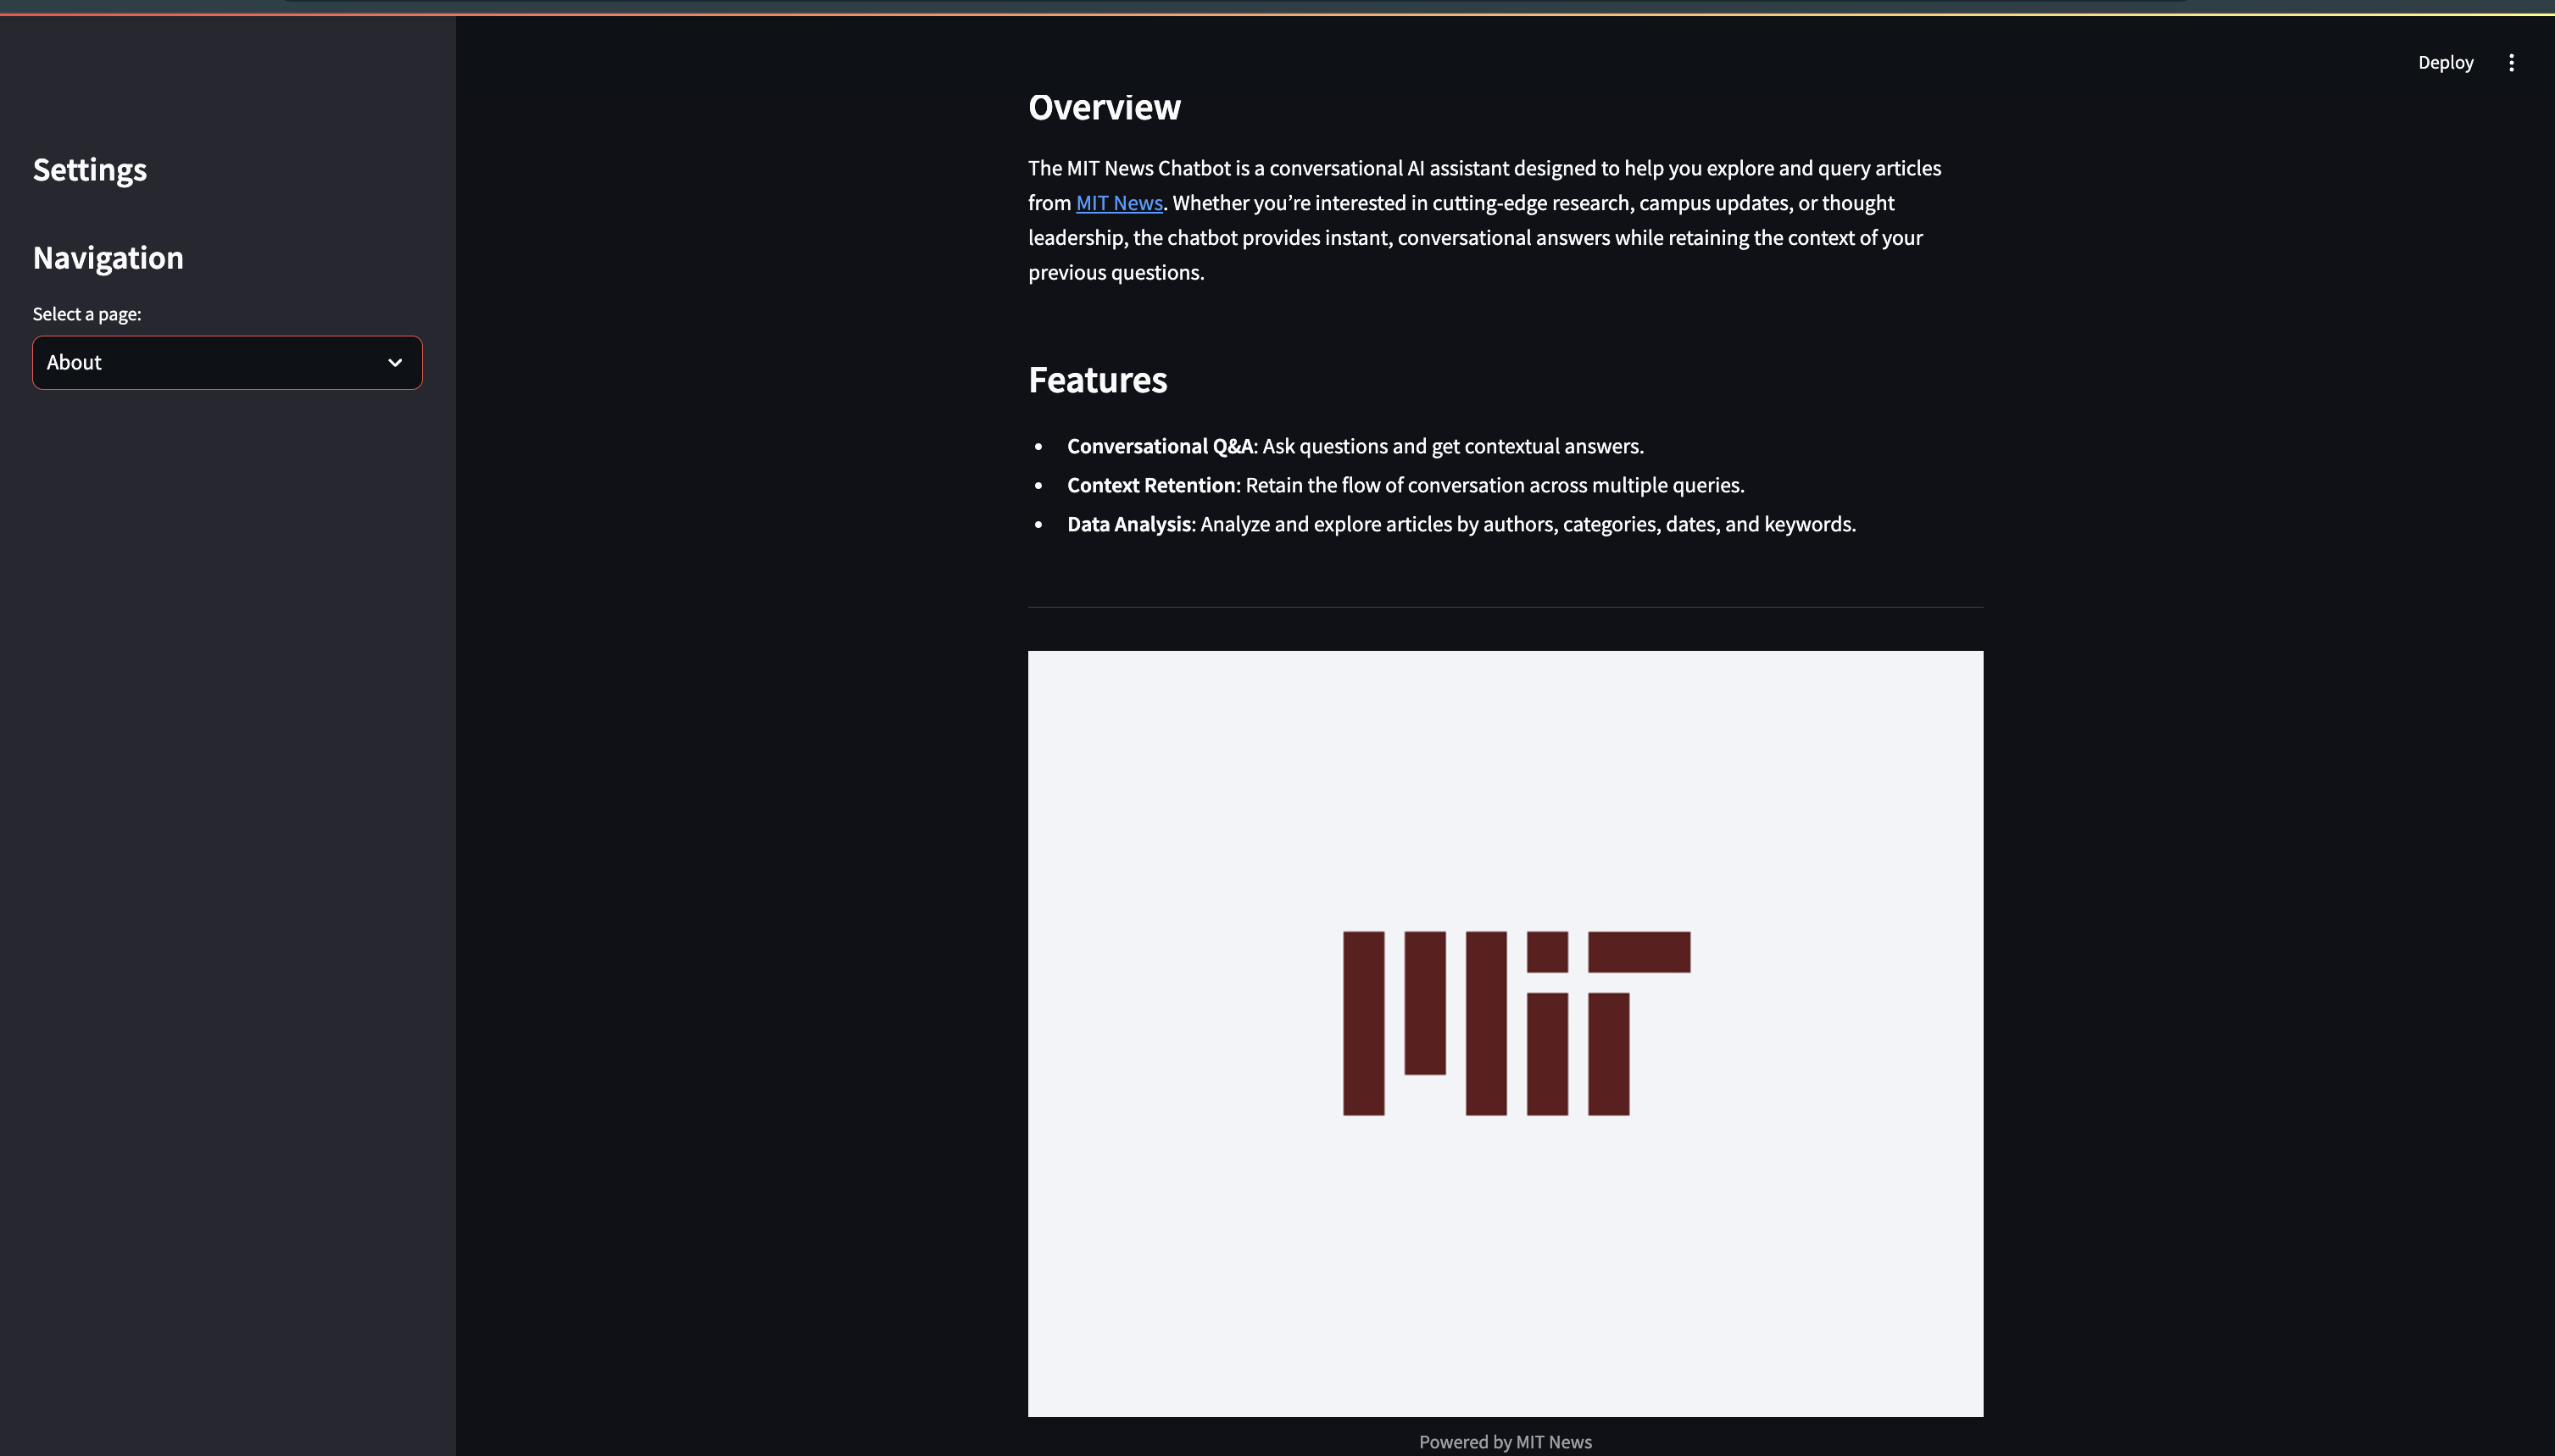 Deploy
Settings
Navigation
Select a page:
About
Overview
The MIT News Chatbot is a conversational AI assistant designed to help you explore and query articles
from MIT News. Whether you’re interested in cutting-edge research, campus updates, or thought
leadership, the chatbot provides instant, conversational answers while retaining the context of your
previous questions.
Features
• Conversational Q&A: Ask questions and get contextual answers.
• Context Retention: Retain the flow of conversation across multiple queries.
• Data Analysis: Analyze and explore articles by authors, categories, dates, and keywords.
MIT
Powered by MIT News